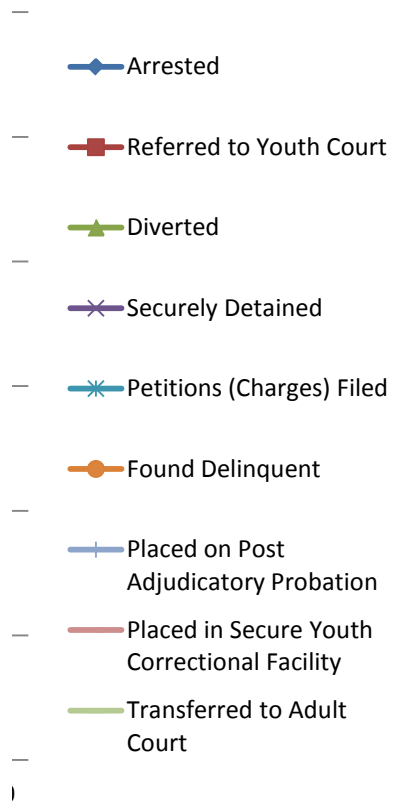 Arrested
Referred to Youth Court
Diverted
Securely Detained
Petitions (Charges) Filed
Found Delinquent
Placed on Post
Adjudicatory Probation
Placed in Secure Youth
Correctional Facility
Transferred to Adult
Court